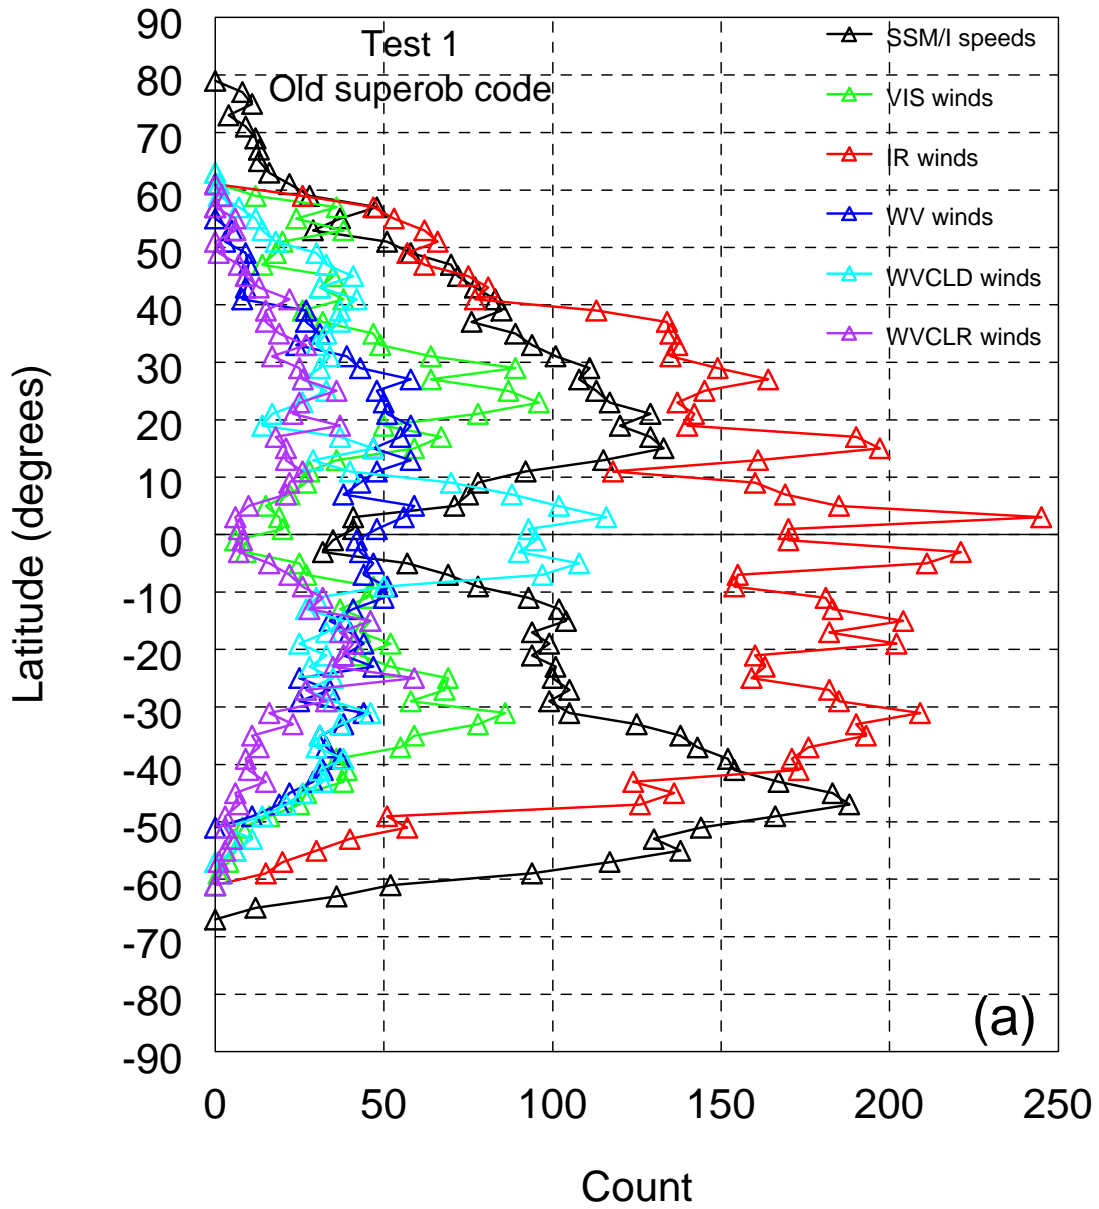 Test 1
Old superob code
SSM/I speeds
VIS winds
IR winds
WV winds
WVCLD winds
WVCLR winds
Latitude (degrees)
90
80
70
60
50
40
30
20
10
0
-10
-20
-30
-40
-50
-60
-70
-80
-90
(a)
0 50 100 150 200 250
Count